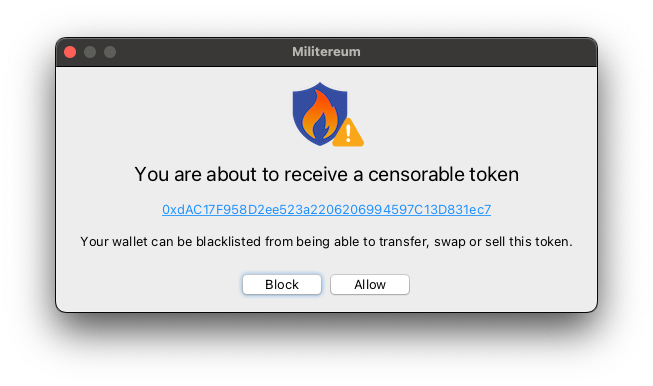 Militereum
You are about to receive a censorable token
0xdAC17F958D2ee523a2206206994597C13D831ec7
Your wallet can be blacklisted from being able to transfer, swap or sell this token.
Block Allow